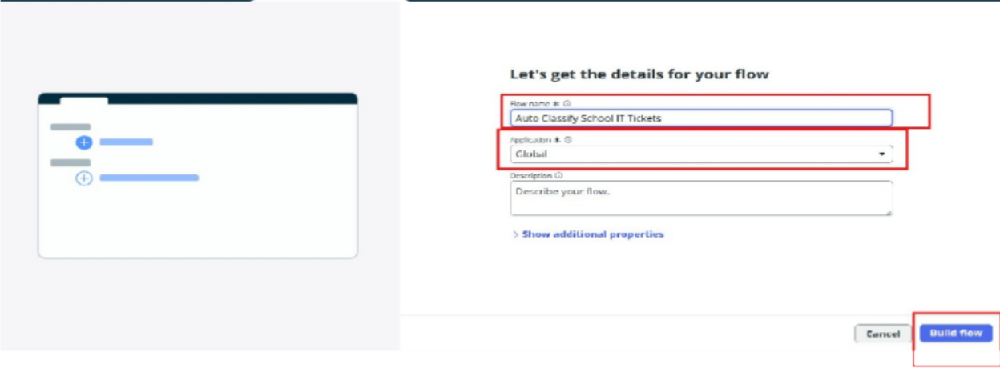 Let's get the details for your flow
Flow name *
Auto Classify School IT Tickets
Application *
Global
Description
Describe your flow.
> Show additional properties
Cancel
Build flow